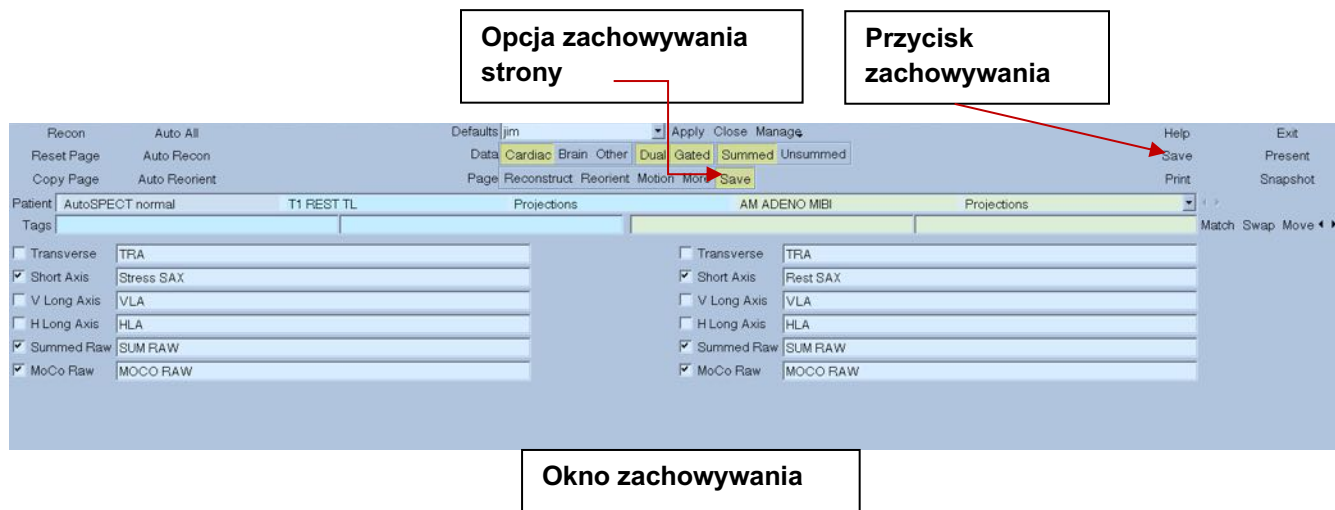 Opcja zachowywania
strony
Przycisk
zachowywania
Recon Auto All Defaults jim Apply Close Manage Help Exit
Reset Page Auto Recon Data Cardiac Brain Other Dual Gated Summed Unsummed Save Present
Copy Page Auto Reorient Page Reconstruct Reorient Motion More Save Print Snapshot
Patient AutoSPECT normal T1 REST TL Projections AM ADENO MIBI Projections
Tags Match Swap Move
Transverse TRA Transverse TRA
Short Axis Stress SAX Short Axis Rest SAX
V Long Axis VLA V Long Axis VLA
H Long Axis HLA H Long Axis HLA
Summed Raw SUM RAW Summed Raw SUM RAW
MoCo Raw MOCO RAW MoCo Raw MOCO RAW
Okno zachowywania